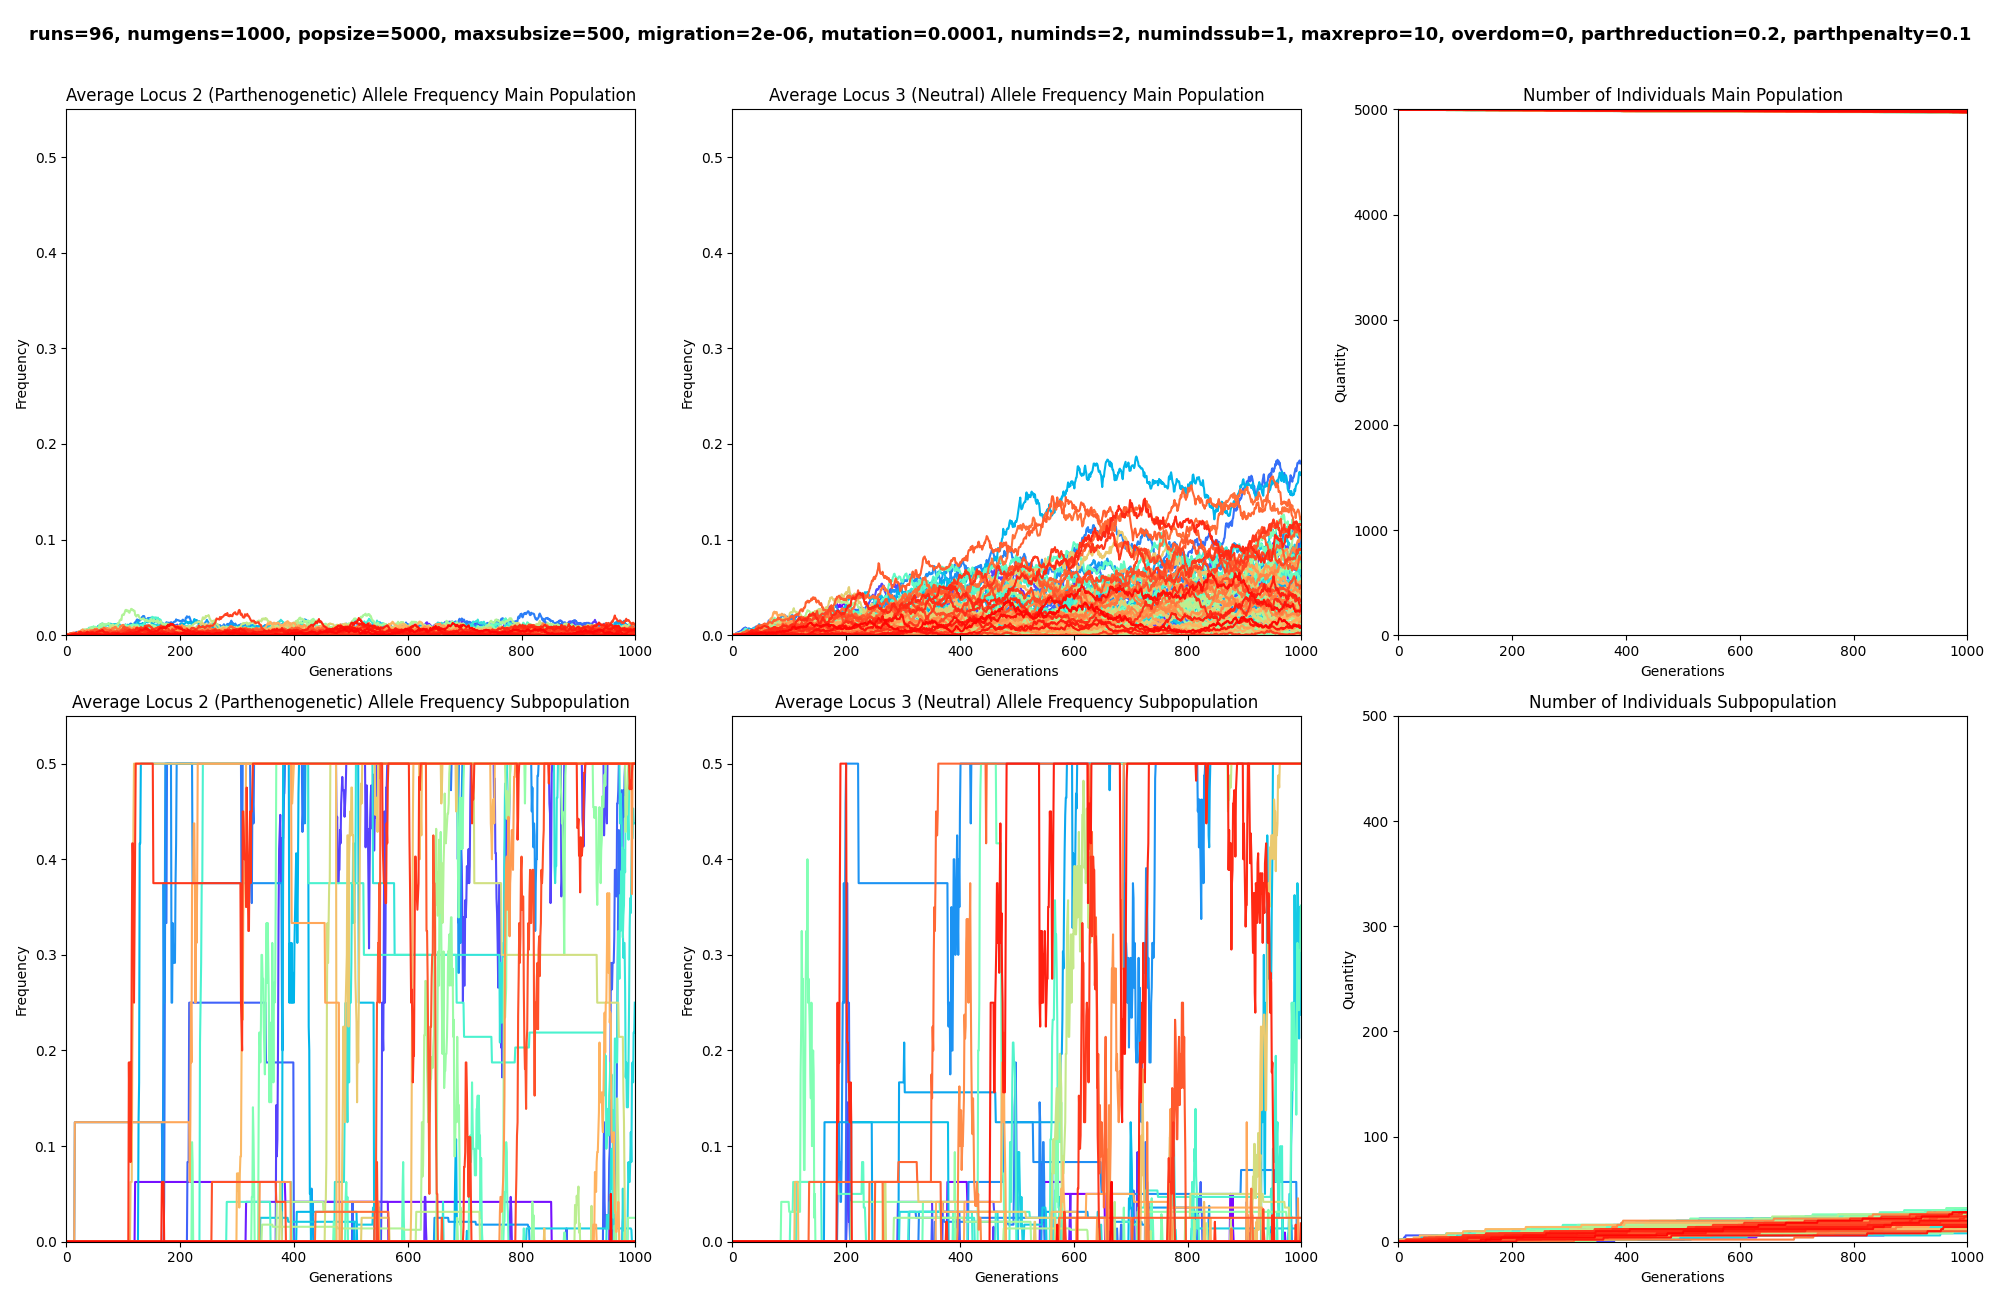 runs=96, numgens=1000, popsize=5000, maxsubsize=500, migration=2e-06, mutation=0.0001, numinds=2, numindssub=1, maxrepro=10, overdom=0, parthreduction=0.2, parthpenalty=0.1
Average Locus 2 (Parthenogenetic) Allele Frequency Main Population
Frequency
0.5
0.4
0.3
0.2
0.1
0.0
0 200 400 600 800 1000
Generations
Average Locus 3 (Neutral) Allele Frequency Main Population
Frequency
0.5
0.4
0.3
0.2
0.1
0.0
0 200 400 600 800 1000
Generations
Number of Individuals Main Population
Quantity
5000
4000
3000
2000
1000
0
0 200 400 600 800 1000
Generations
Average Locus 2 (Parthenogenetic) Allele Frequency Subpopulation
Frequency
0.5
0.4
0.3
0.2
0.1
0.0
0 200 400 600 800 1000
Generations
Average Locus 3 (Neutral) Allele Frequency Subpopulation
Frequency
0.5
0.4
0.3
0.2
0.1
0.0
0 200 400 600 800 1000
Generations
Number of Individuals Subpopulation
Quantity
500
400
300
200
100
0
0 200 400 600 800 1000
Generations